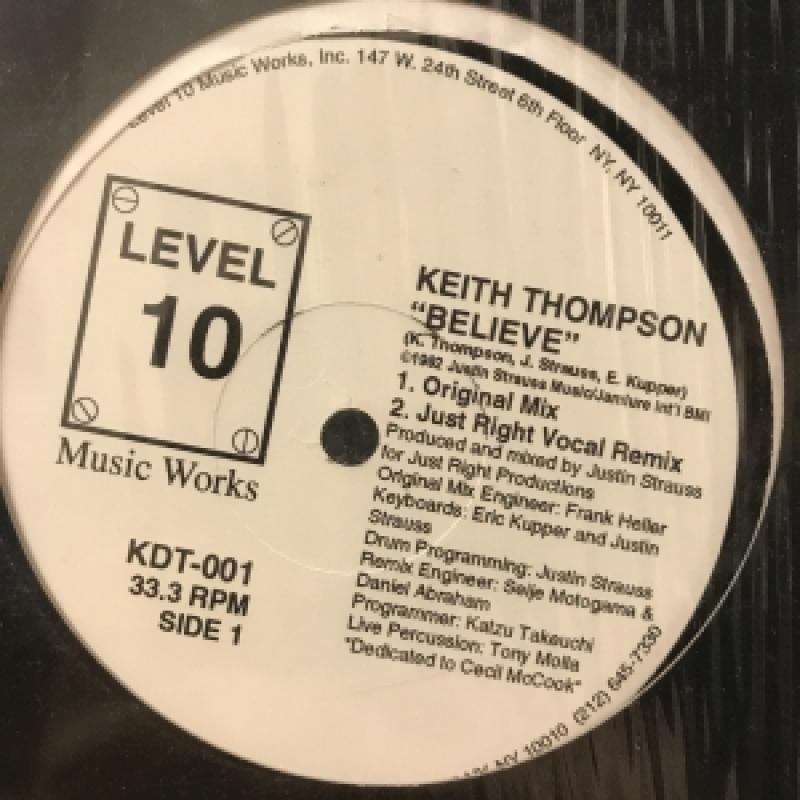 Level 10 Music Works, Inc. 147 W. 24th Street 6th Floor NY, NY 10011
LEVEL
10
Music Works
KDT-001
33.3 RPM
SIDE 1
KEITH THOMPSON
“BELIEVE”
(K. Thompson, J. Strauss, E. Kupper)
©1992 Justin Strauss Music/Jamlure Int'l BMI
1. Original Mix
2. Just Right Vocal Remix
Produced and mixed by Justin Strauss
for Just Right Productions
Original Mix Engineer: Frank Heller
Keyboards: Eric Kupper and Justin
Strauss
Drum Programming: Justin Strauss
Remix Engineer: Seije Motogama &
Daniel Abraham
Programmer: Katzu Takeuchi
Live Percussion: Tony Molla
"Dedicated to Cecil McCook"
NY 10010 (212) 645-7330